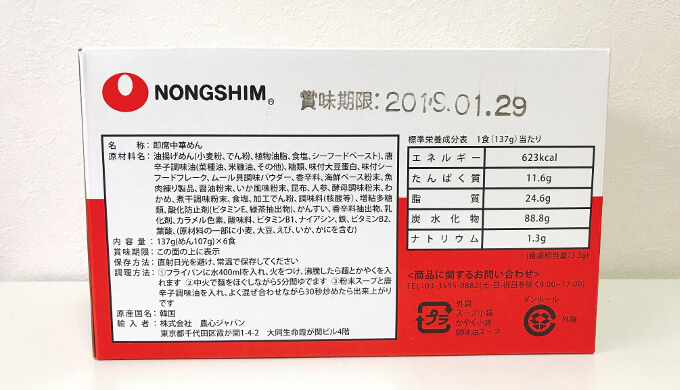 NONGSHIM®
賞味期限:2019.01.29
名 称:即席中華めん
原材料名:油揚げめん(小麦粉、でん粉、植物油脂、食塩、シーフードペースト)、唐
辛子調味油(菜種油、米糠油、その他)、糖類、味付大豆蛋白、味付シー
フードフレーク、ムール貝調味パウダー、香辛料、海鮮ベース粉末、魚
肉練り製品、醤油粉末、いか風味粉末、昆布、人参、酵母調味粉末、わ
かめ、煮干調味粉末、食塩、加工でん粉、調味料(核酸等)、増粘多糖
類、酸化防止剤(ビタミンE、緑茶抽出物)、かんすい、香辛料抽出物、乳
化剤、カラメル色素、酸味料、ビタミンB1、ナイアシン、鉄、ビタミンB2、
葉酸、(原材料の一部に小麦、大豆、えび、いか、かにを含む)
内 容 量:137g(めん107g)×6食
賞味期限:この面の上に表示
保存方法:直射日光を避け、常温で保存してください
調理方法:①フライパンに水400mlを入れ、火をつけ、沸騰したら麺とかやくを入
れます ②中火で麺をほぐしながら5分間ゆでます ③粉末スープと唐
辛子調味油を入れ、よく混ぜ合わせながら30秒炒めたら出来上がり
です
原産国名:韓国
輸 入 者:株式会社 農心ジャパン
東京都千代田区霞が関1-4-2 大同生命霞が関ビル4階
標準栄養成分表 1食(137g)当たり
エネルギー 623kcal
たんぱく質 11.6g
脂質 24.6g
炭水化物 88.8g
ナトリウム 1.3g
(食塩相当量:3.3g)
<商品に関するお問い合わせ>
TEL:03-3595-0882(土・日・祝日を除く9:00~17:00)
プラ
外袋
スープ小袋
かやく小袋
調味油スープ
ダンボール
外箱